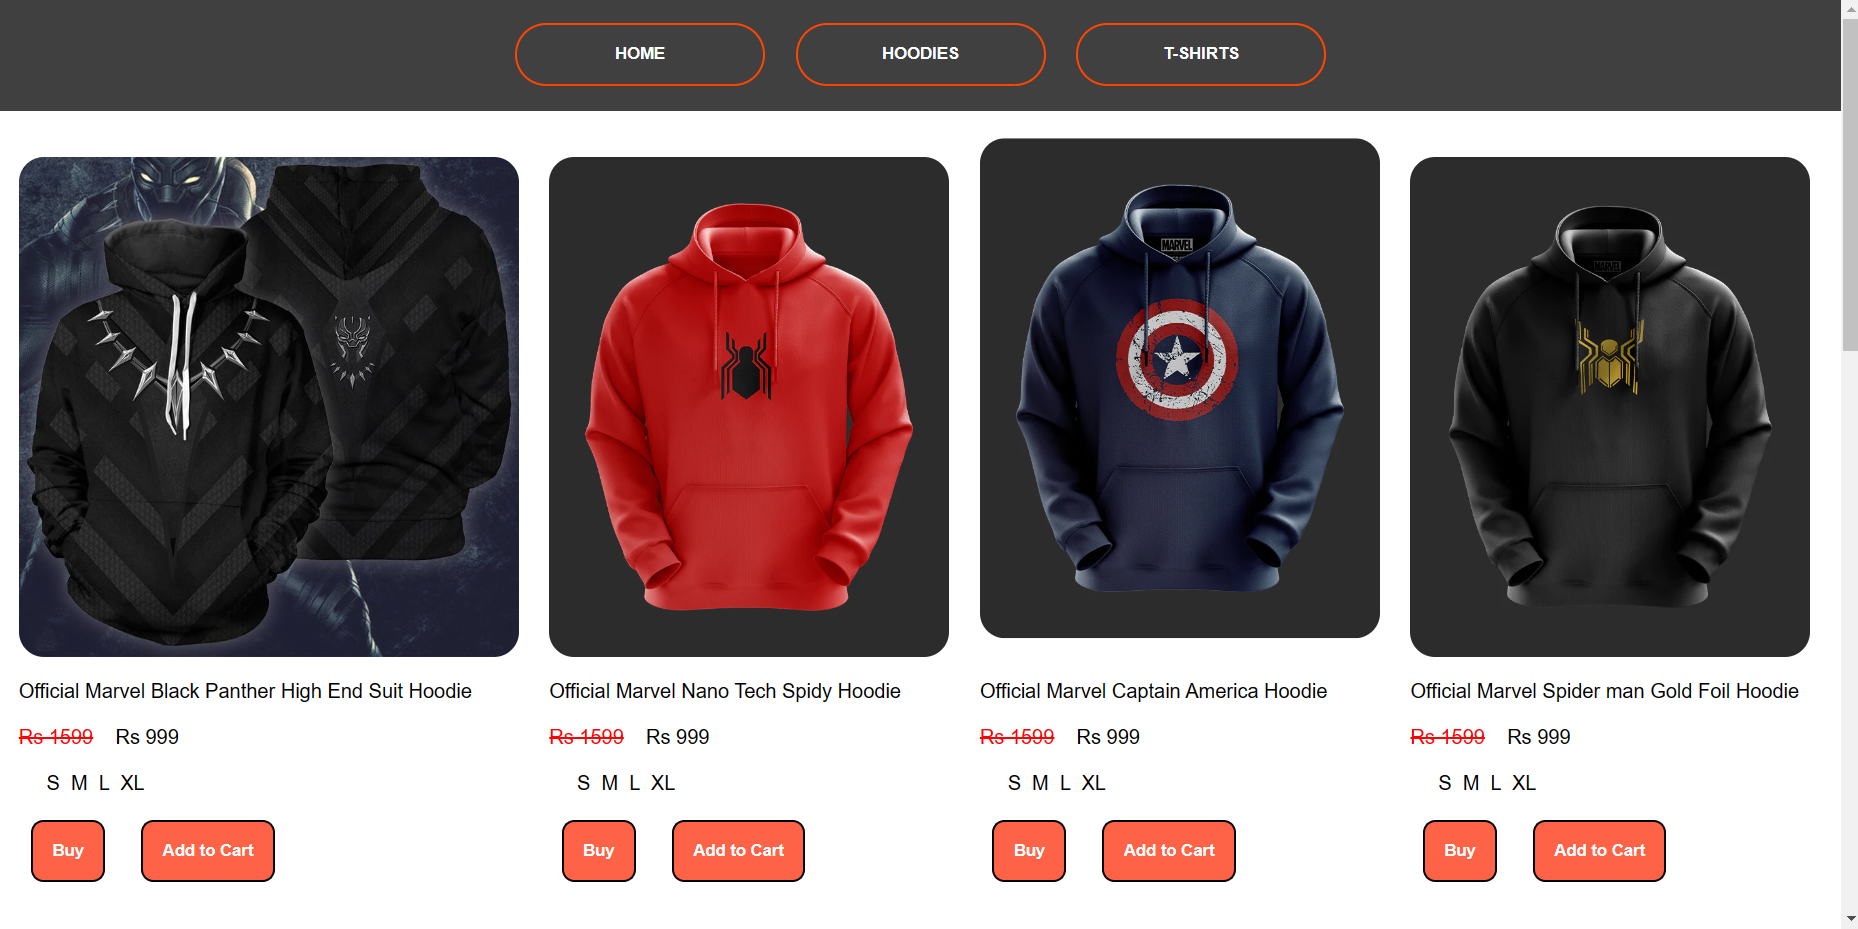 HOME
HOODIES
T-SHIRTS
MARVEL
MARVEL
Official Marvel Black Panther High End Suit Hoodie
Rs 1599 Rs 999
S M L XL
Buy
Add to Cart
Official Marvel Nano Tech Spidy Hoodie
Rs 1599 Rs 999
S M L XL
Buy
Add to Cart
Official Marvel Captain America Hoodie
Rs 1599 Rs 999
S M L XL
Buy
Add to Cart
Official Marvel Spider man Gold Foil Hoodie
Rs 1599 Rs 999
S M L XL
Buy
Add to Cart